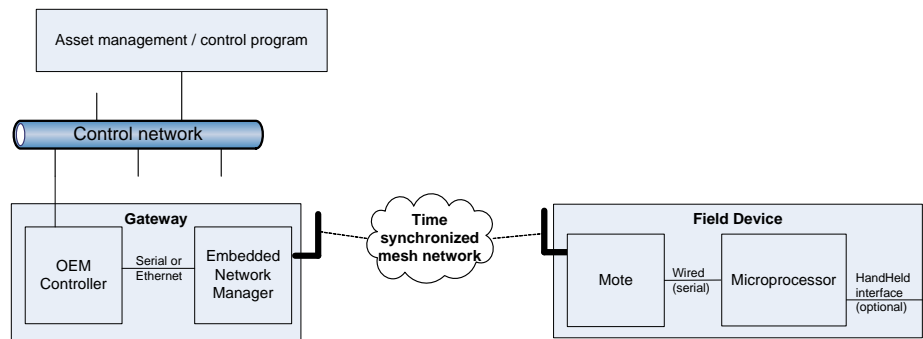 Asset management / control program
Control network
Gateway
OEM
Controller
Serial or
Ethernet
Embedded
Network
Manager
Time
synchronized
mesh network
Field Device
Mote
Wired
(serial)
Microprocessor
HandHeld
interface
(optional)